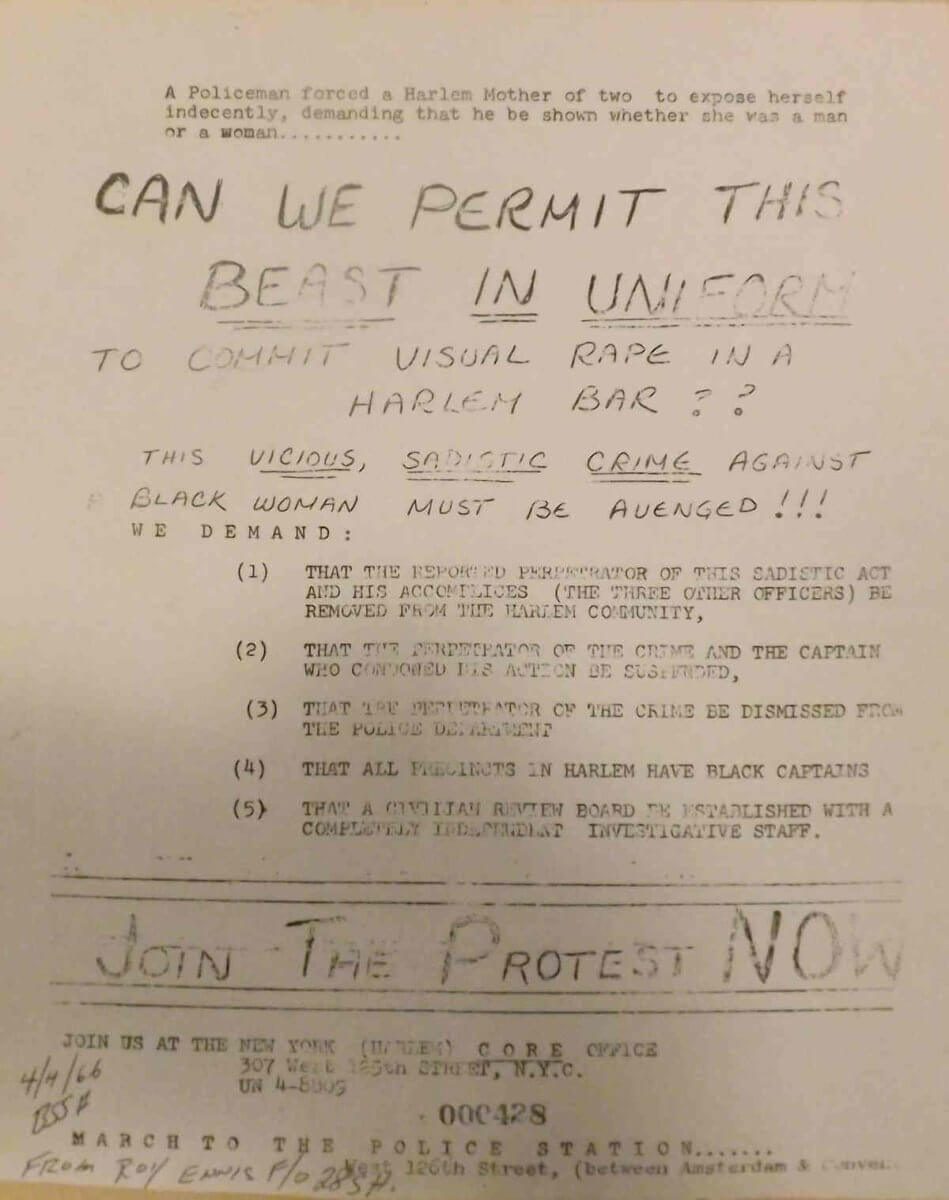 A Policeman forced a Harlem Mother of two to expose herself
indecently, demanding that he be shown whether she was a man
or a woman...........
CAN WE PERMIT THIS
BEAST IN UNIFORM
TO COMMIT VISUAL RAPE IN A
HARLEM BAR ? ?
THIS VICIOUS, SADISTIC CRIME AGAINST
BLACK WOMAN MUST BE AVENGED !!!
WE DEMAND:
(1) THAT THE REPORTED PERPETRATOR OF THIS SADISTIC ACT
AND HIS ACCOMPLICES (THE THREE OTHER OFFICERS) BE
REMOVED FROM THE HARLEM COMMUNITY,
(2) THAT THE PERPETRATOR OF THE CRIME AND THE CAPTAIN
WHO CONDONED HIS ACTION BE SUSPENDED,
(3) THAT THE PERPETRATOR OF THE CRIME BE DISMISSED FROM
THE POLICE DEPARTMENT
(4) THAT ALL PRECINCTS IN HARLEM HAVE BLACK CAPTAINS
(5) THAT A CIVILIAN REVIEW BOARD BE ESTABLISHED WITH A
COMPLETELY INDEPENDENT INVESTIGATIVE STAFF.
JOIN THE PROTEST NOW
JOIN US AT THE NEW YORK (HARLEM) CORE OFFICE
307 West 125th STREET, N.Y.C.
UN 4-
4/4/66
BSS#
000428
MARCH TO THE POLICE STATION.......
FROM ROY ENNIS F/O
West 126th Street, (between Amsterdam &